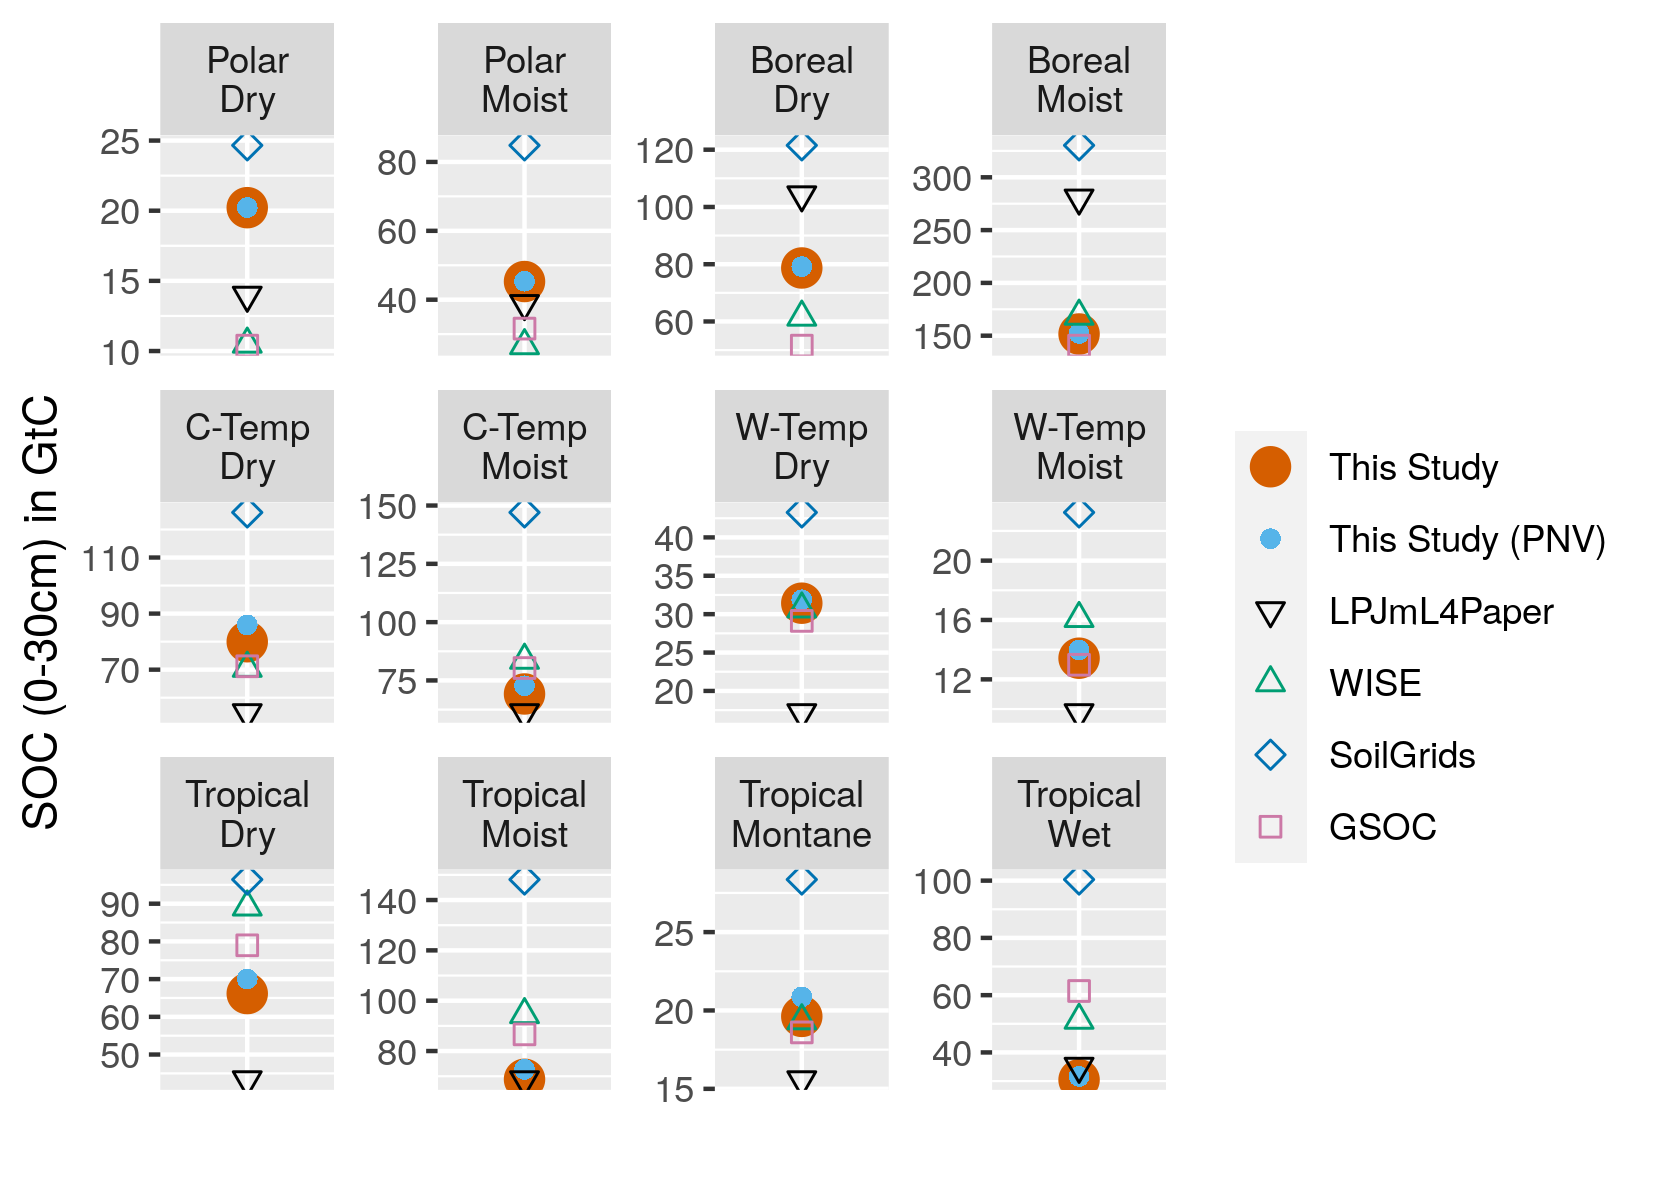 SOC (0-30cm) in GtC
Polar
Dry
25
20
15
10
Polar
Moist
80
60
40
Boreal
Dry
120
100
80
60
Boreal
Moist
300
250
200
150
C-Temp
Dry
110
90
70
C-Temp
Moist
150
125
100
75
W-Temp
Dry
40
35
30
25
20
W-Temp
Moist
20
16
12
Tropical
Dry
90
80
70
60
50
Tropical
Moist
140
120
100
80
Tropical
Montane
25
20
15
Tropical
Wet
100
80
60
40
This Study
This Study (PNV)
LPJmL4Paper
WISE
SoilGrids
GSOC